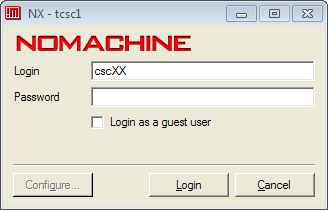 !M NX - tcsc1
NOMACHINE
Login cscXX
Password
Login as a guest user
Configure... Login Cancel